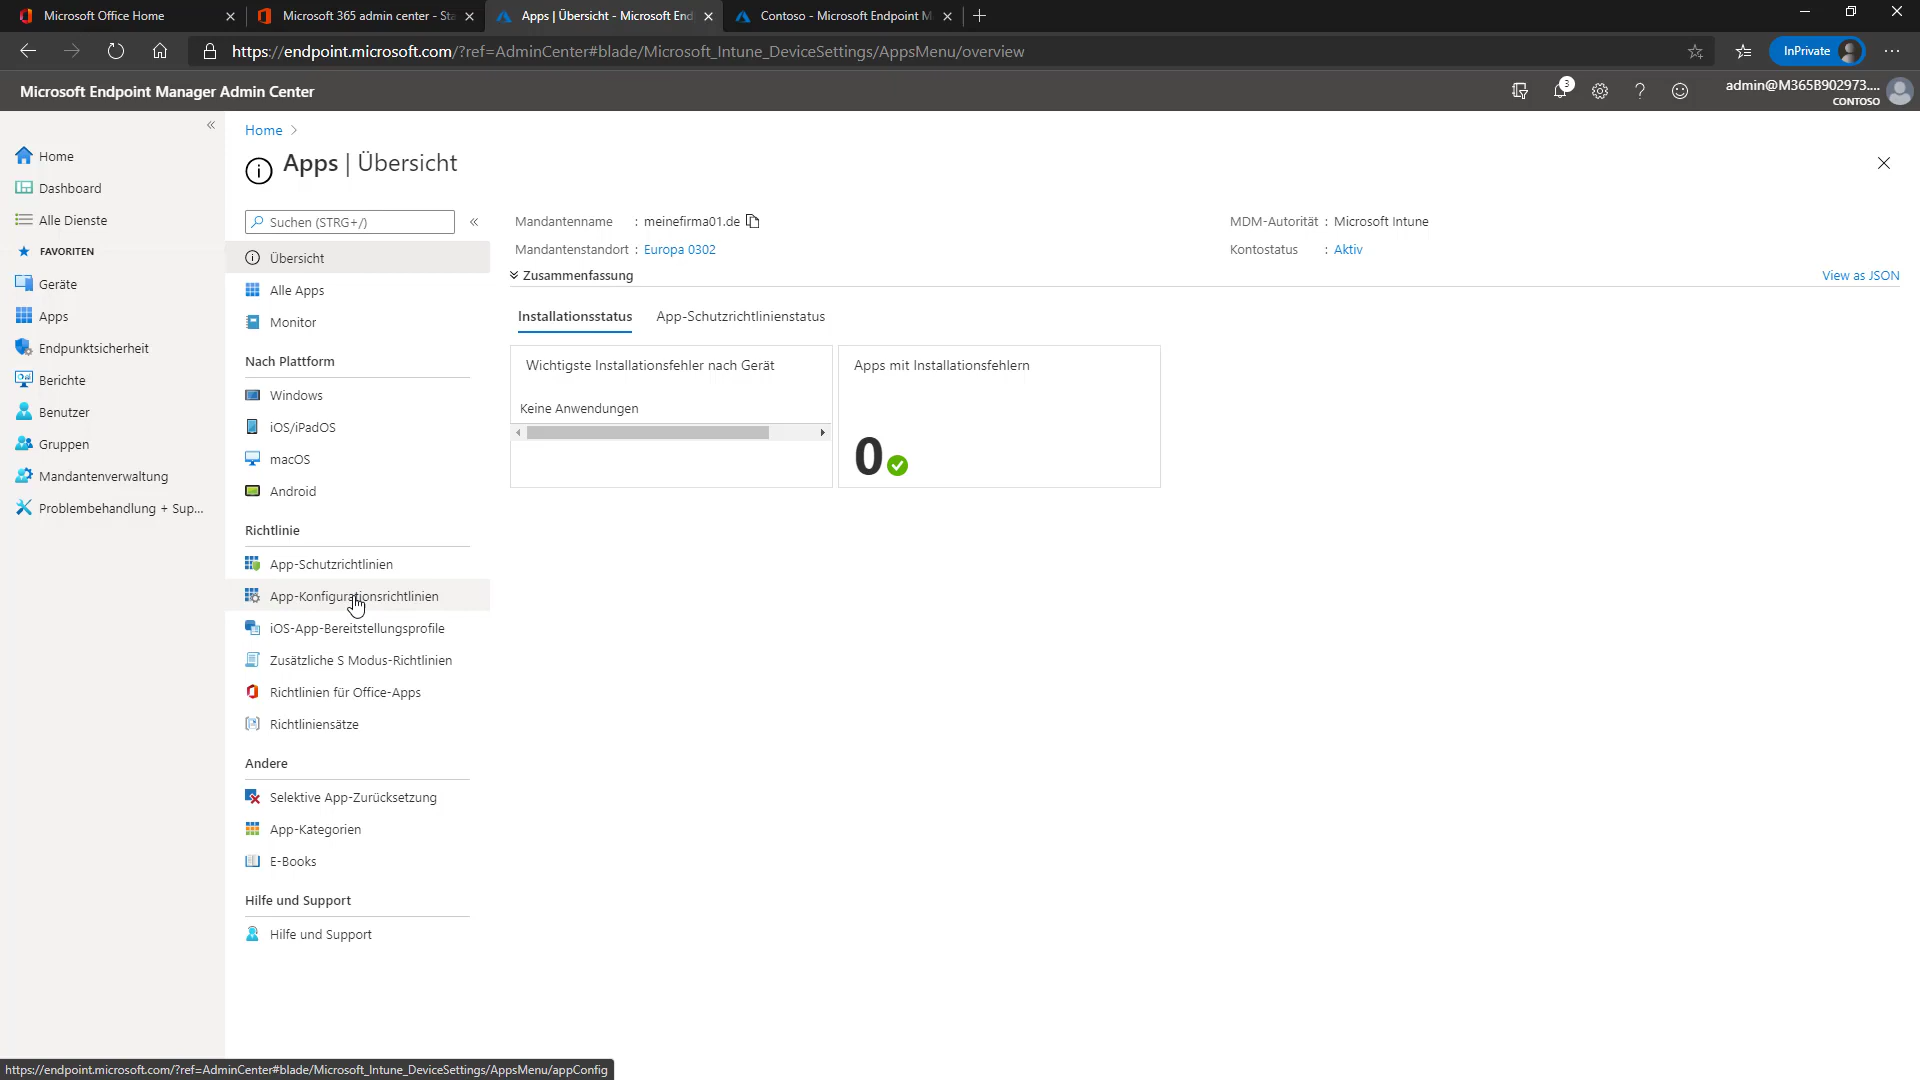 Microsoft Office Home
Microsoft 365 admin center - Sta
Apps | Übersicht - Microsoft End
Contoso - Microsoft Endpoint M
https://endpoint.microsoft.com/?ref=AdminCenter#blade/Microsoft_Intune_DeviceSettings/AppsMenu/overview
InPrivate
Microsoft Endpoint Manager Admin Center
3
admin@M365B902973....
CONTOSO
Home
Dashboard
Alle Dienste
FAVORITEN
Geräte
Apps
Endpunktsicherheit
Berichte
Benutzer
Gruppen
Mandantenverwaltung
Problembehandlung + Sup...
Home
Apps | Übersicht
Suchen (STRG+/)
Übersicht
Alle Apps
Monitor
Nach Plattform
Windows
iOS/iPadOS
macOS
Android
Richtlinie
App-Schutzrichtlinien
App-Konfigurationsrichtlinien
iOS-App-Bereitstellungsprofile
Zusätzliche S Modus-Richtlinien
Richtlinien für Office-Apps
Richtliniensätze
Andere
Selektive App-Zurücksetzung
App-Kategorien
E-Books
Hilfe und Support
Hilfe und Support
Mandantenname : meinefirma01.de
Mandantenstandort : Europa 0302
MDM-Autorität : Microsoft Intune
Kontostatus : Aktiv
Zusammenfassung
View as JSON
Installationsstatus
App-Schutzrichtlinienstatus
Wichtigste Installationsfehler nach Gerät
Keine Anwendungen
Apps mit Installationsfehlern
0
https://endpoint.microsoft.com/?ref=AdminCenter#blade/Microsoft_Intune_DeviceSettings/AppsMenu/appConfig